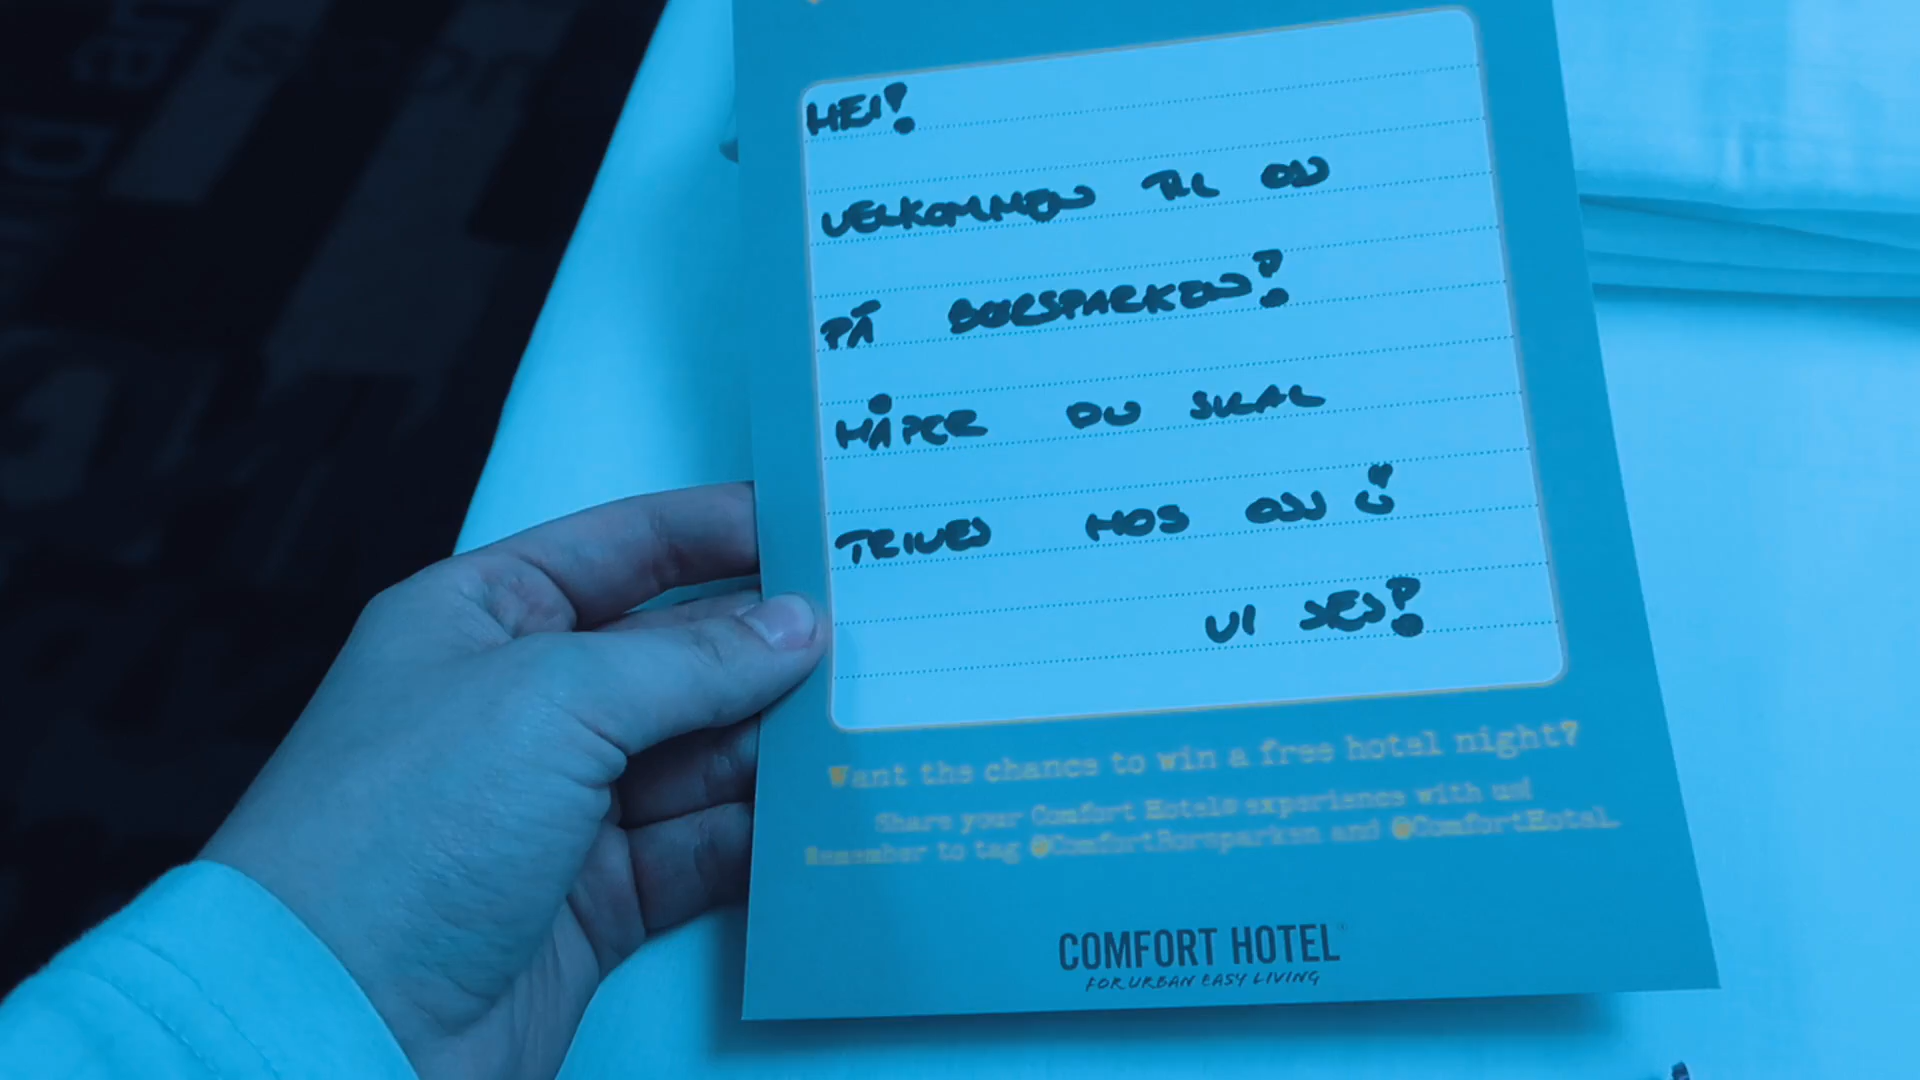 HEI!
VELKOMMEN TIL OSS
PÅ BØRSPARKEN!
HÅPER DU SKAL
TRIVES HOS OSS
VI SES!
Want the chance to win a free hotel night?
Share your Comfort Hotels experience with us!
Remember to tag @ComfortBorsparken and @ComfortHotel.
COMFORT HOTEL®
FOR URBAN EASY LIVING